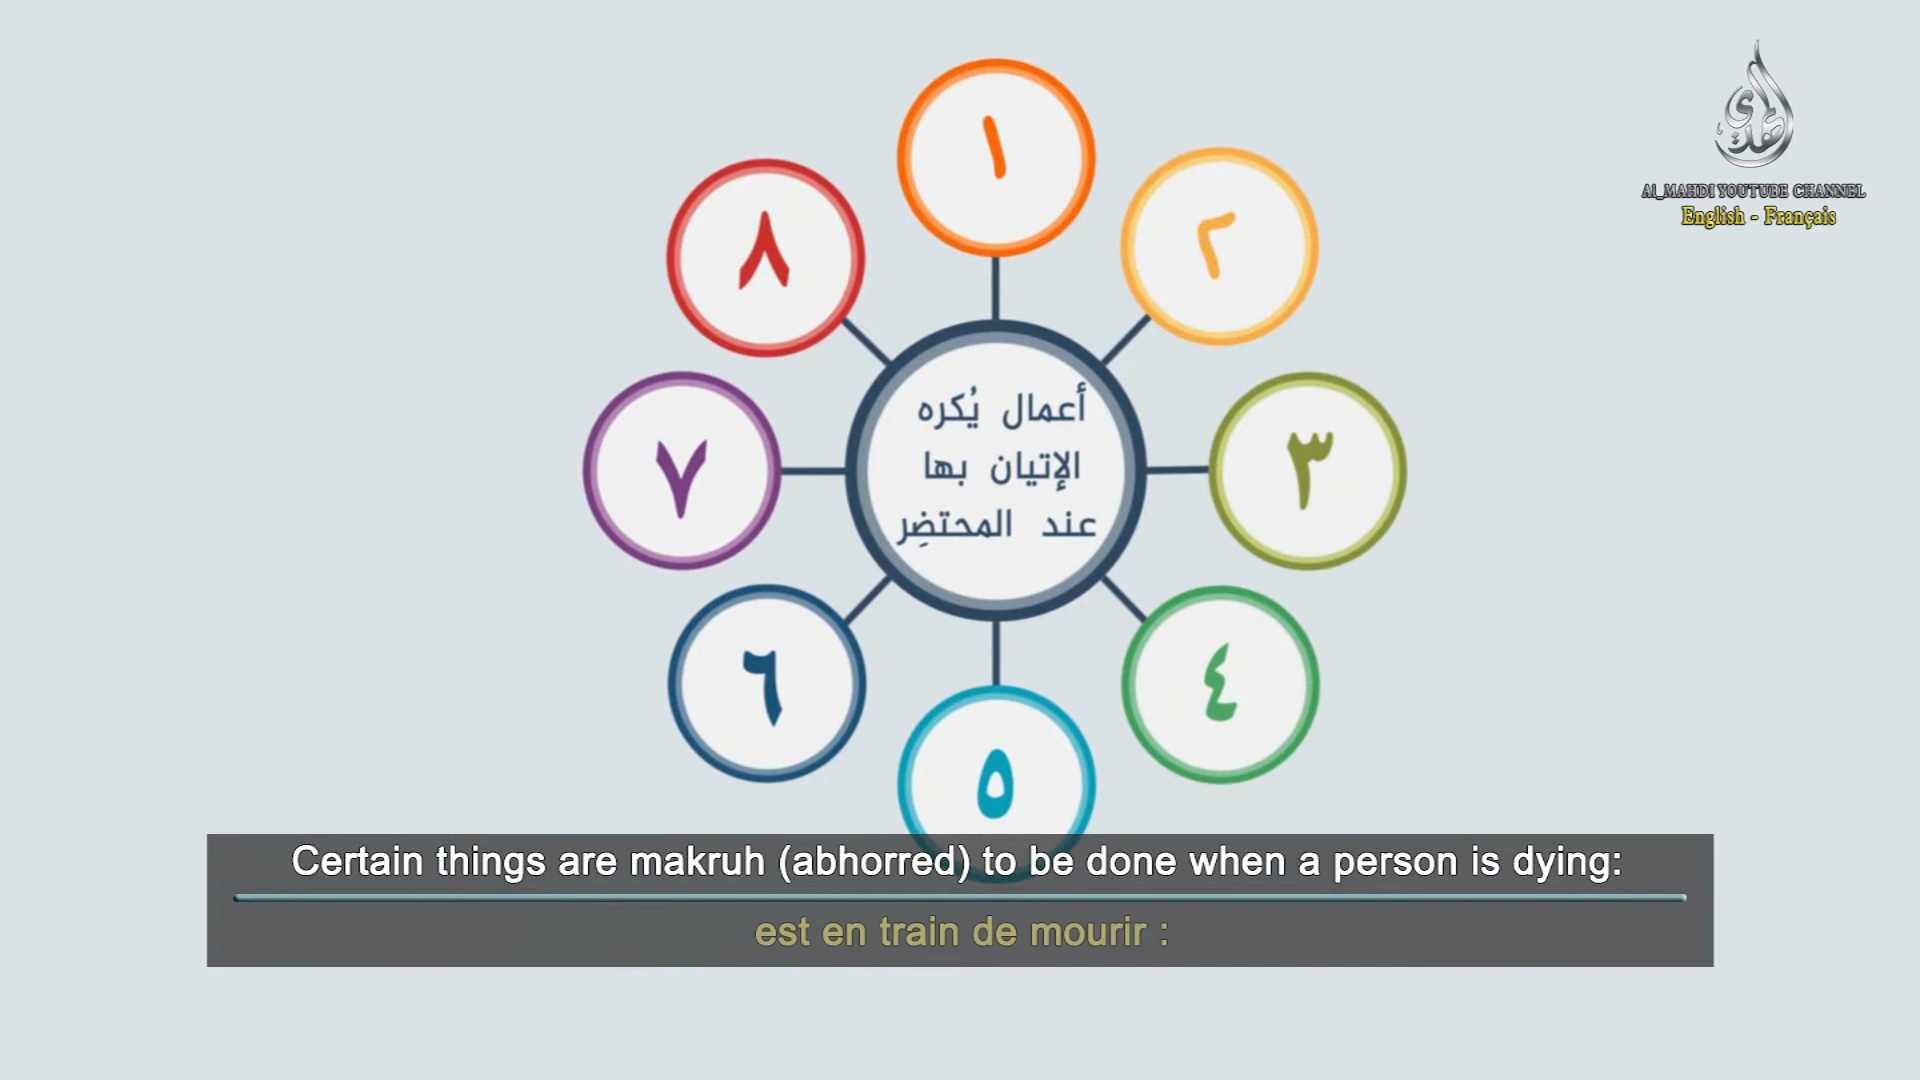 ١
٢
٨
٣
٧
أعمال يُكره
الإتيان بها
عند المحتضِر
٤
٦
٥
المهدي
Al_MAHDI YOUTUBE CHANNEL
English - Français
Certain things are makruh (abhorred) to be done when a person is dying:
est en train de mourir :